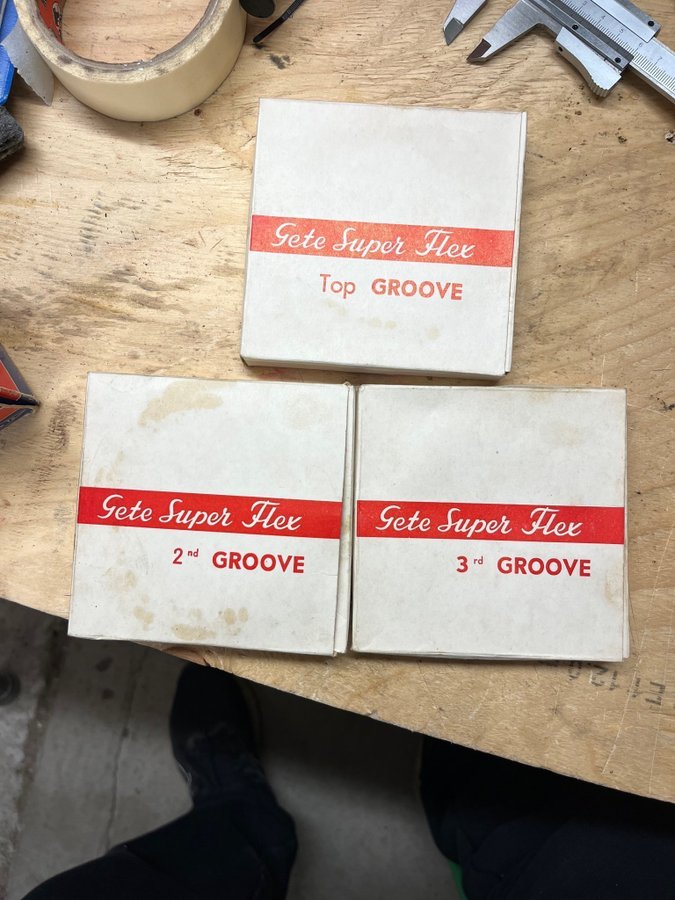 Gete Super Flex
Top GROOVE
Gete Super Flex
2nd GROOVE
Gete Super Flex
3rd GROOVE